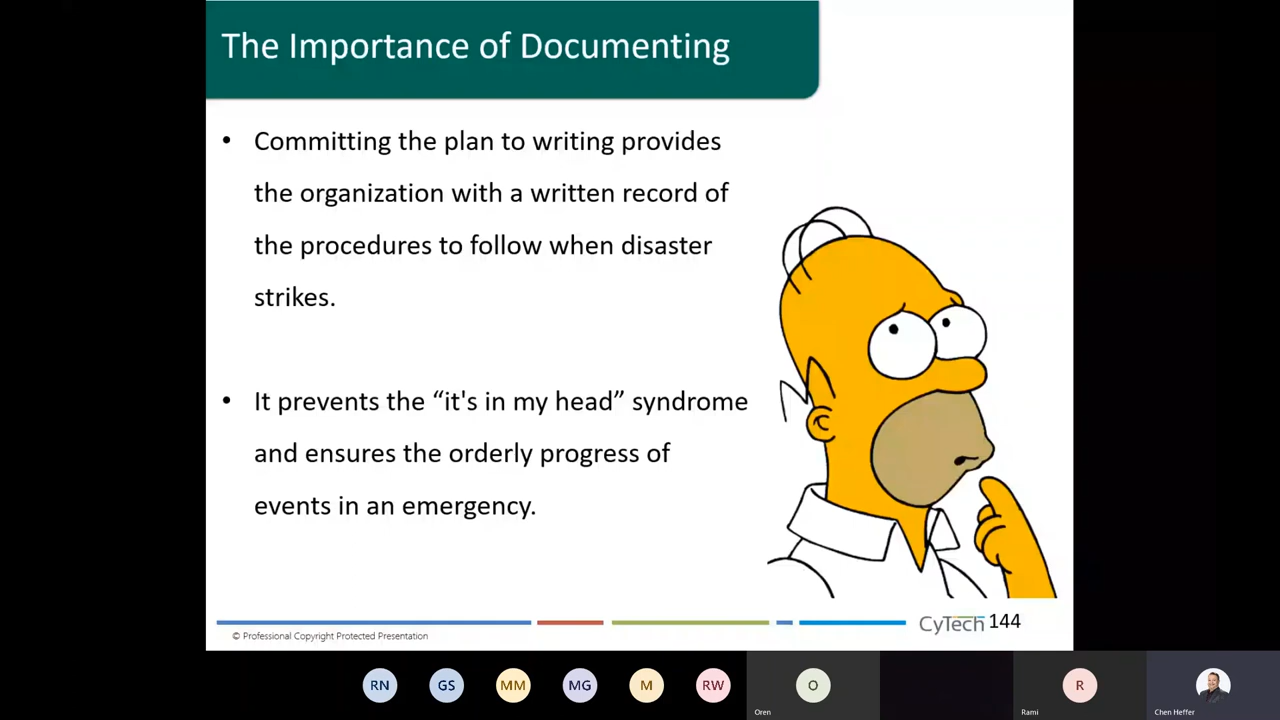 The Importance of Documenting
• Committing the plan to writing provides
the organization with a written record of
the procedures to follow when disaster
strikes.
• It prevents the “it's in my head” syndrome
and ensures the orderly progress of
events in an emergency.
CyTech 144
© Professional Copyright Protected Presentation
RN GS MM MG M RW O R
Oren Rami Chen Heffer